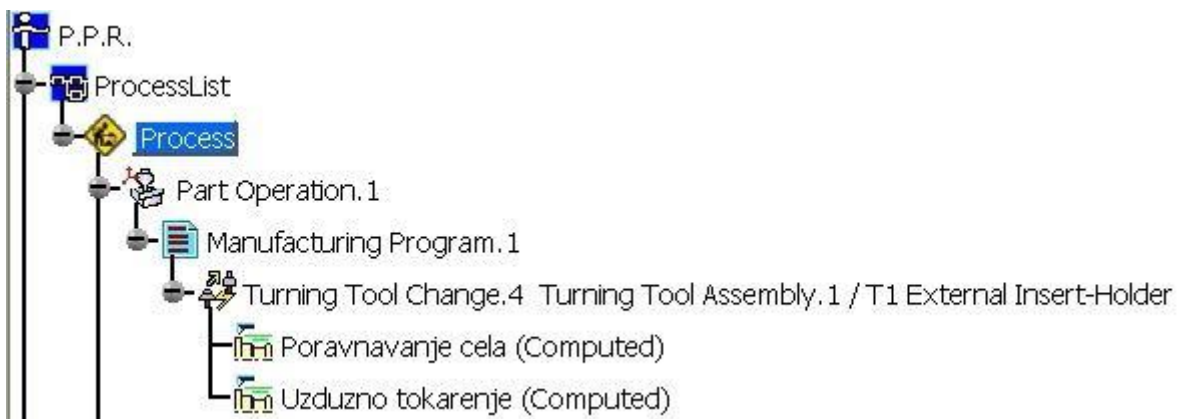 P.P.R.
ProcessList
Process
Part Operation.1
Manufacturing Program.1
Turning Tool Change.4 Turning Tool Assembly.1 / T1 External Insert-Holder
Poravnavanje cela (Computed)
Uzduzno tokarenje (Computed)